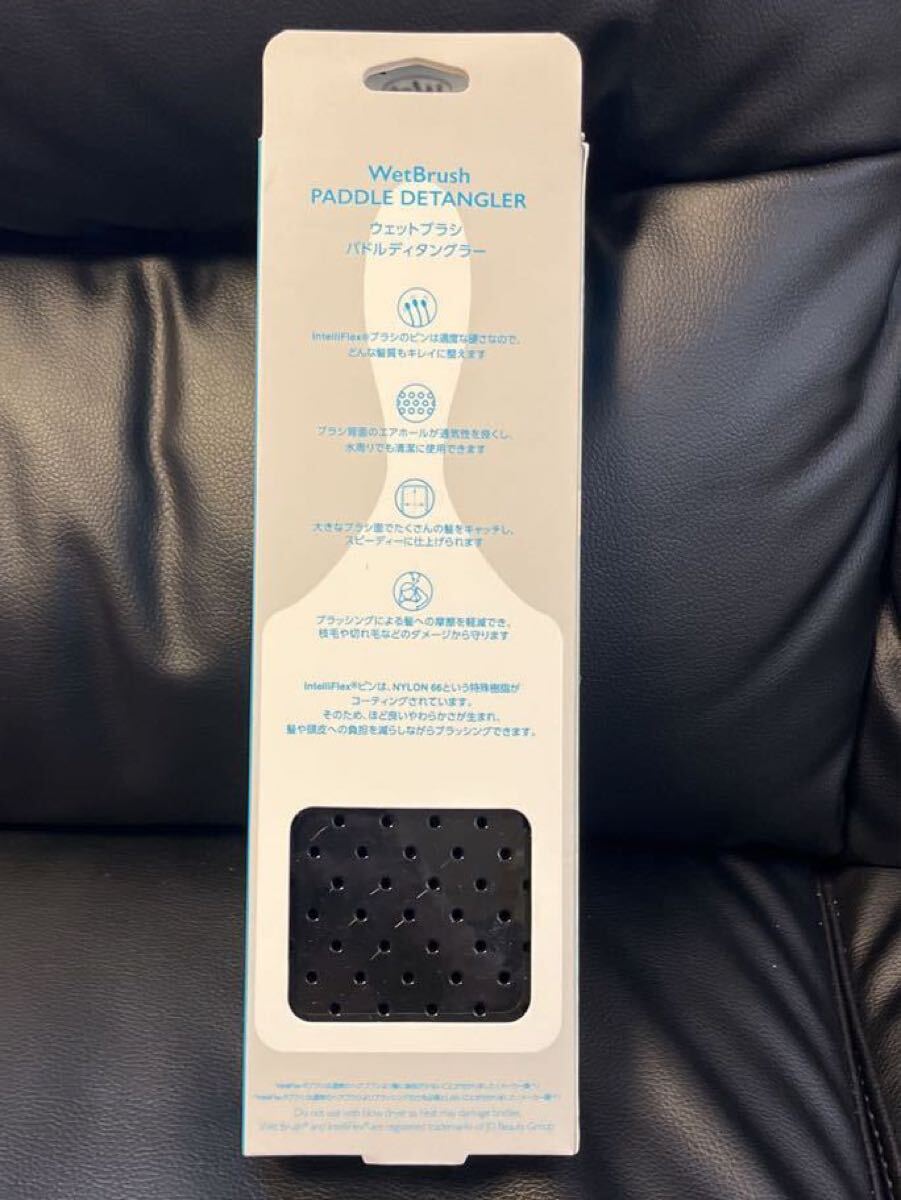 WetBrush
PADDLE DETANGLER
ウェットブラシ
パドルディタングラー
IntelliFlex®ブラシのピンは適度な硬さなので、
どんな髪質もキレイに整えます
ブラシ背面のエアホールが通気性を良くし、
水周りでも清潔に使用できます
大きなブラシ面でたくさんの髪をキャッチし、
スピーディーに仕上げられます
ブラッシングによる髪への摩擦を軽減でき、
枝毛や切れ毛などのダメージから守ります
IntelliFlex®ピンは、NYLON 66という特殊樹脂が
コーティングされています。
そのため、ほど良いやわらかさが生まれ、
髪や頭皮への負担を減らしながらブラッシングできます。
Do not use with blow dryer as heat may damage bristles.
Wet Brush® and IntelliFlex® are registered trademarks of JD Beauty Group